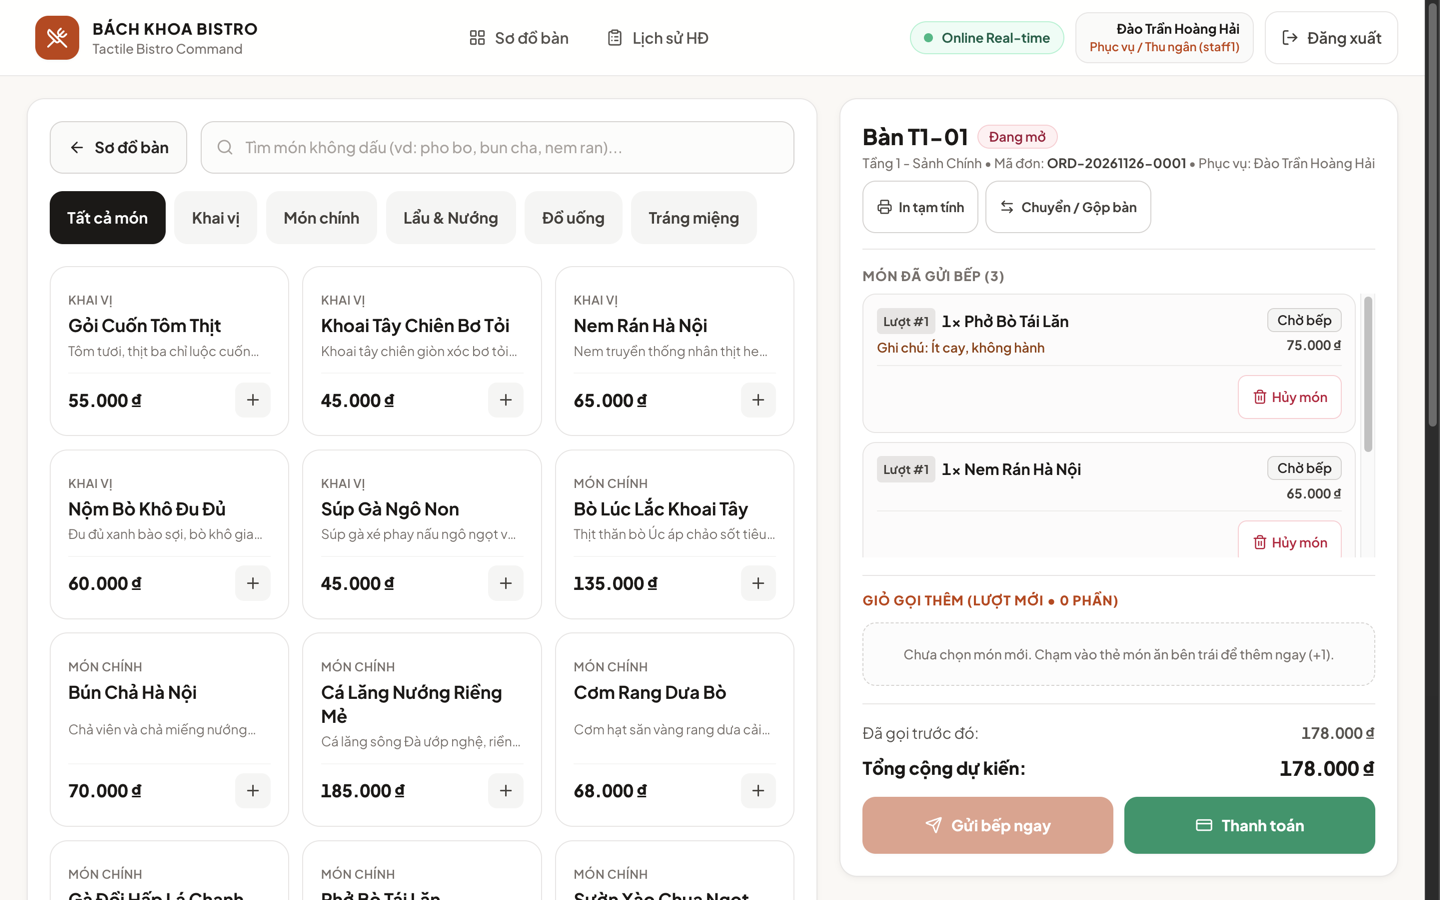 BÁCH KHOA BISTRO
Tactile Bistro Command
Sơ đồ bàn
Lịch sử HĐ
Online Real-time
Đào Trần Hoàng Hải
Phục vụ / Thu ngân (staff1)
Đăng xuất
Sơ đồ bàn
Tìm món không dấu (vd: pho bo, bun cha, nem ran)...
Tất cả món
Khai vị
Món chính
Lẩu & Nướng
Đồ uống
Tráng miệng
KHAI VỊ
Gỏi Cuốn Tôm Thịt
Tôm tươi, thịt ba chỉ luộc cuốn...
55.000 ₫
KHAI VỊ
Khoai Tây Chiên Bơ Tỏi
Khoai tây chiên giòn xóc bơ tỏi...
45.000 ₫
KHAI VỊ
Nem Rán Hà Nội
Nem truyền thống nhân thịt he...
65.000 ₫
KHAI VỊ
Nộm Bò Khô Đu Đủ
Đu đủ xanh bào sợi, bò khô gia...
60.000 ₫
KHAI VỊ
Súp Gà Ngô Non
Súp gà xé phay nấu ngô ngọt v...
45.000 ₫
MÓN CHÍNH
Bò Lúc Lắc Khoai Tây
Thịt thăn bò Úc áp chảo sốt tiêu...
135.000 ₫
MÓN CHÍNH
Bún Chả Hà Nội
Chả viên và chả miếng nướng...
70.000 ₫
MÓN CHÍNH
Cá Lăng Nướng Riềng
Mẻ
Cá lăng sông Đà ướp nghệ, riền...
185.000 ₫
MÓN CHÍNH
Cơm Rang Dưa Bò
Cơm hạt săn vàng rang dưa cải...
68.000 ₫
MÓN CHÍNH
Gà Đồi Hấp Lá Chanh
MÓN CHÍNH
Phở Bò Tái Lăn
MÓN CHÍNH
Sườn Xào Chua Ngọt
Bàn T1-01
Đang mở
Tầng 1 - Sảnh Chính • Mã đơn: ORD-20261126-0001 • Phục vụ: Đào Trần Hoàng Hải
In tạm tính
Chuyển / Gộp bàn
MÓN ĐÃ GỬI BẾP (3)
Lượt #1 1× Phở Bò Tái Lăn
Chờ bếp
Ghi chú: Ít cay, không hành
75.000 ₫
Hủy món
Lượt #1 1× Nem Rán Hà Nội
Chờ bếp
65.000 ₫
Hủy món
GIỎ GỌI THÊM (LƯỢT MỚI • 0 PHẦN)
Chưa chọn món mới. Chạm vào thẻ món ăn bên trái để thêm ngay (+1).
Đã gọi trước đó:
178.000 ₫
Tổng cộng dự kiến:
178.000 ₫
Gửi bếp ngay
Thanh toán